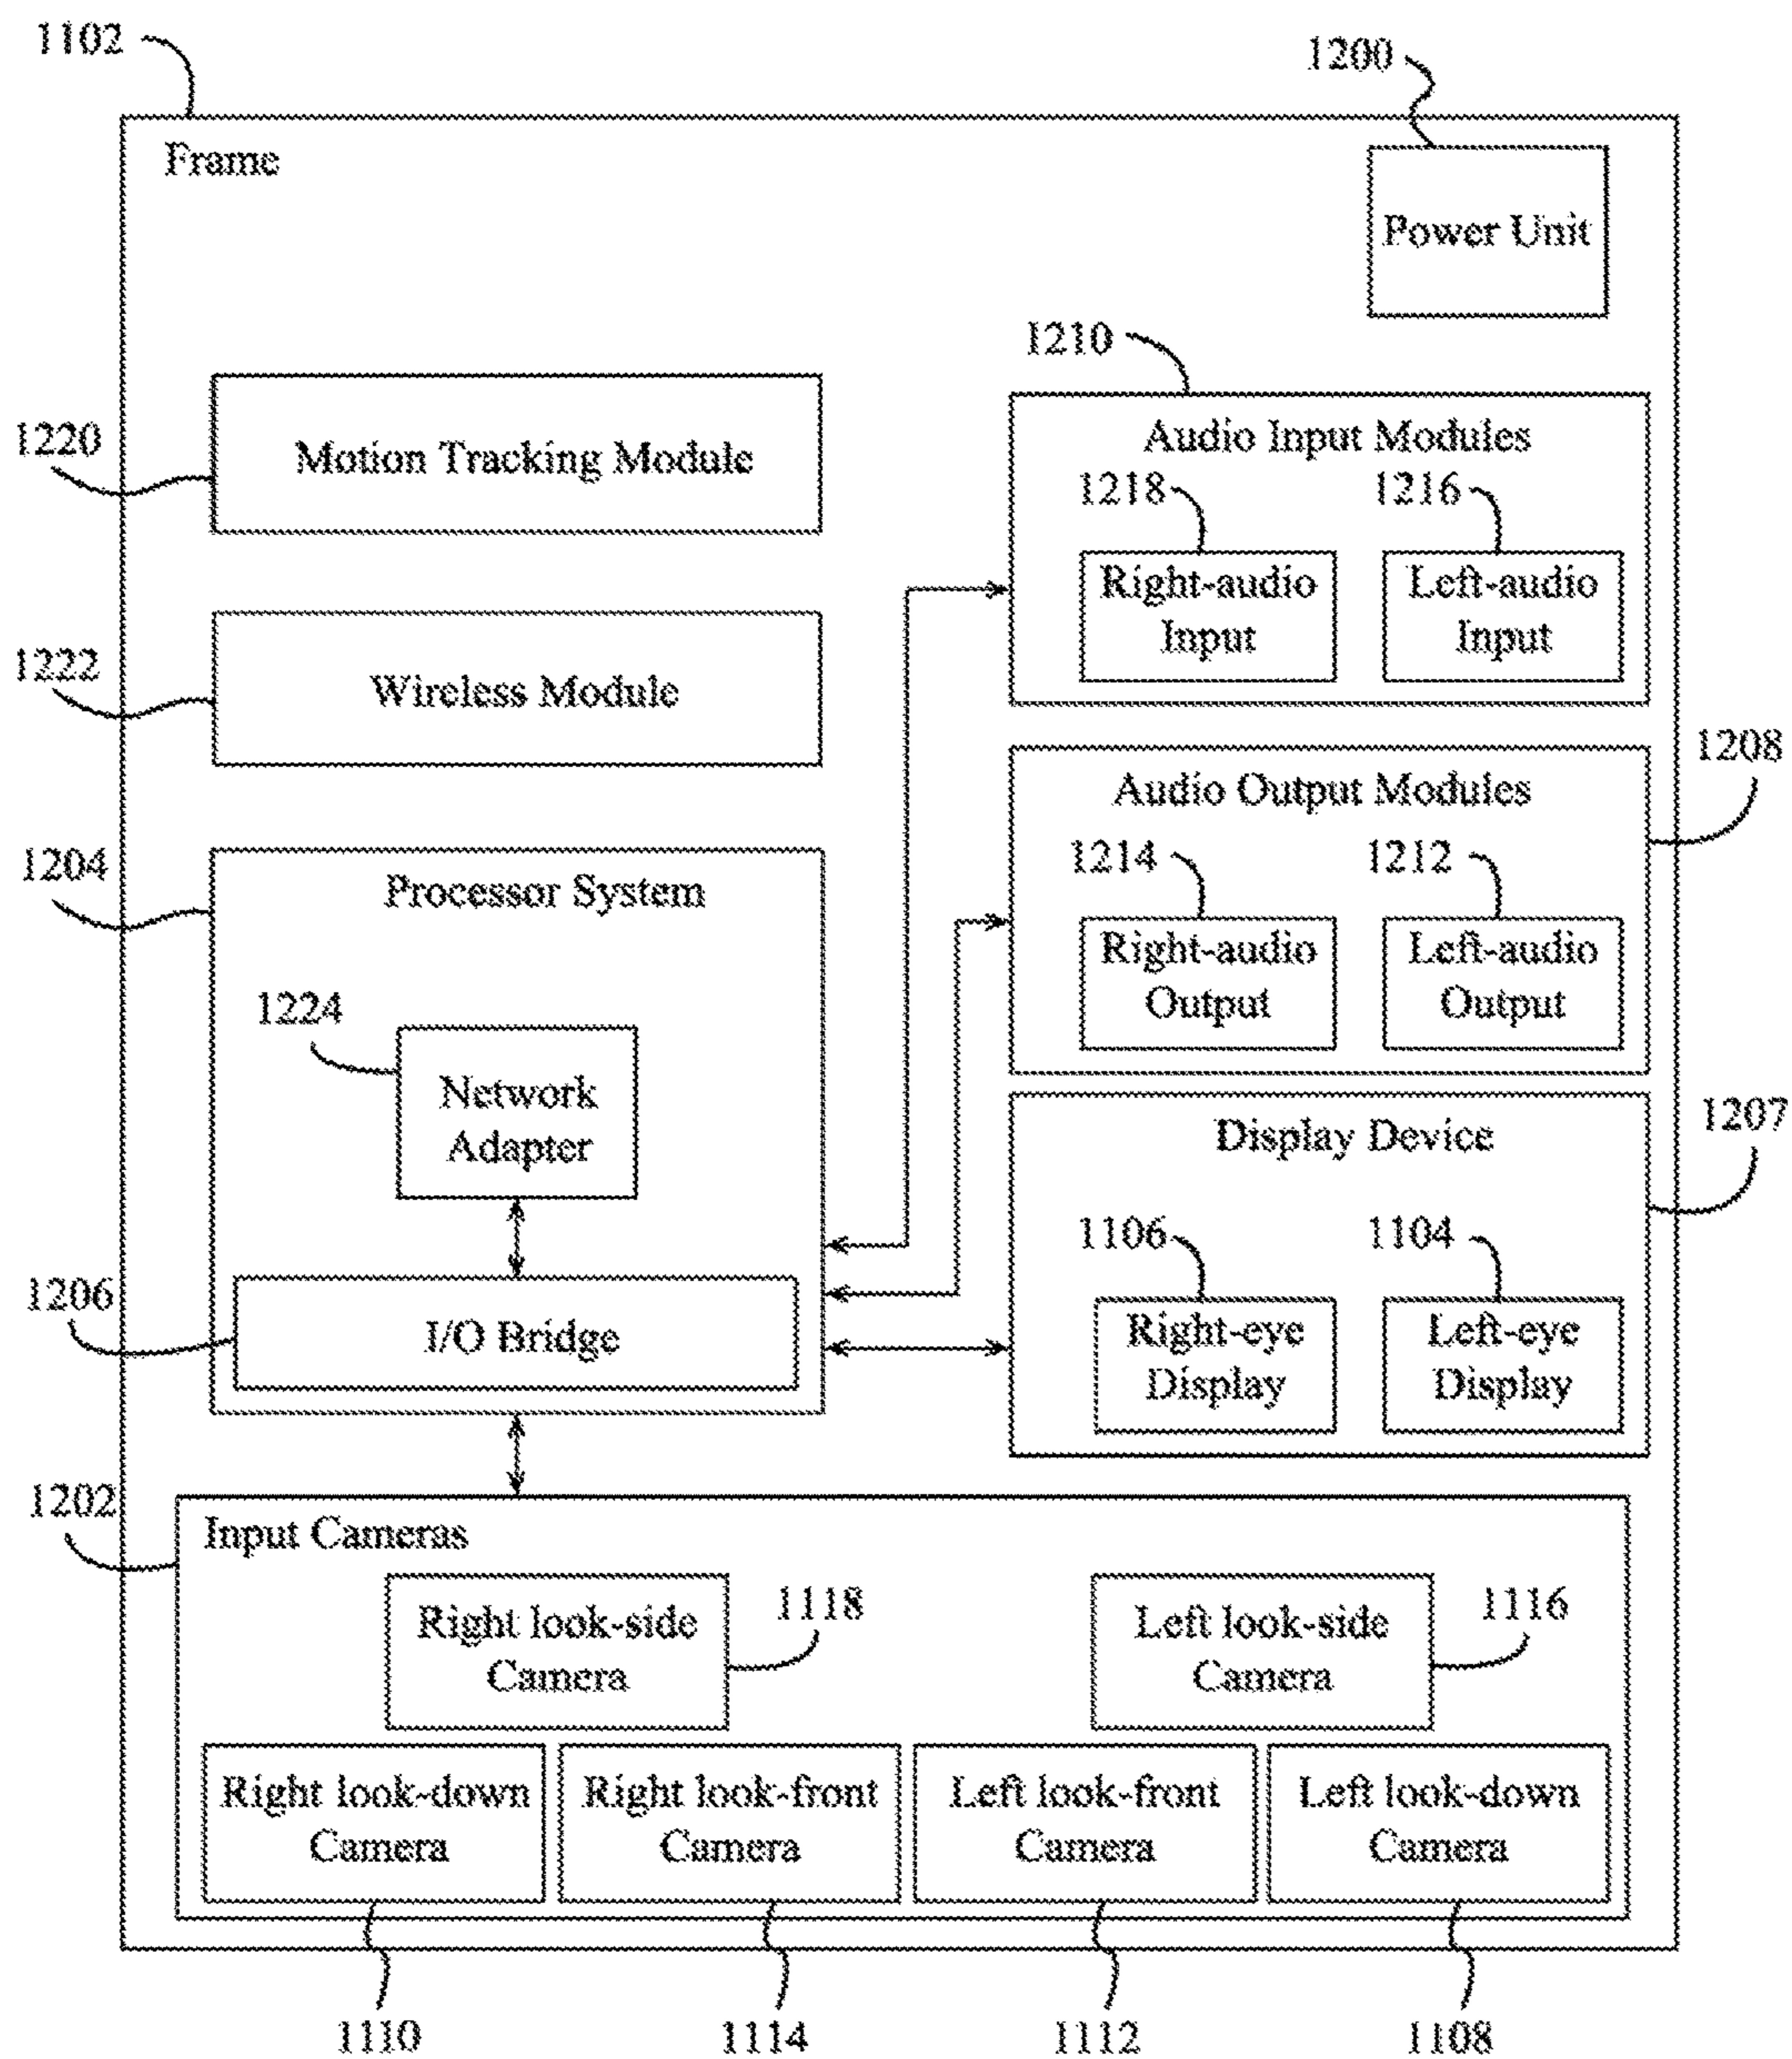 1102
1200
Frame
Power Unit
1210
1220
Motion Tracking Module
Audio Input Modules
1218
1216
Right-audio
Input
Left-audio
Input
1222
Wireless Module
1208
Audio Output Modules
1214
1212
Right-audio
Output
Left-audio
Output
1204
Processor System
1224
Network
Adapter
1207
Display Device
1106
1104
Right-eye
Display
Left-eye
Display
1206
I/O Bridge
1202
Input Cameras
Right look-side
Camera
1118
Left look-side
Camera
1116
Right look-down
Camera
Right look-front
Camera
Left look-front
Camera
Left look-down
Camera
1110
1114
1112
1108